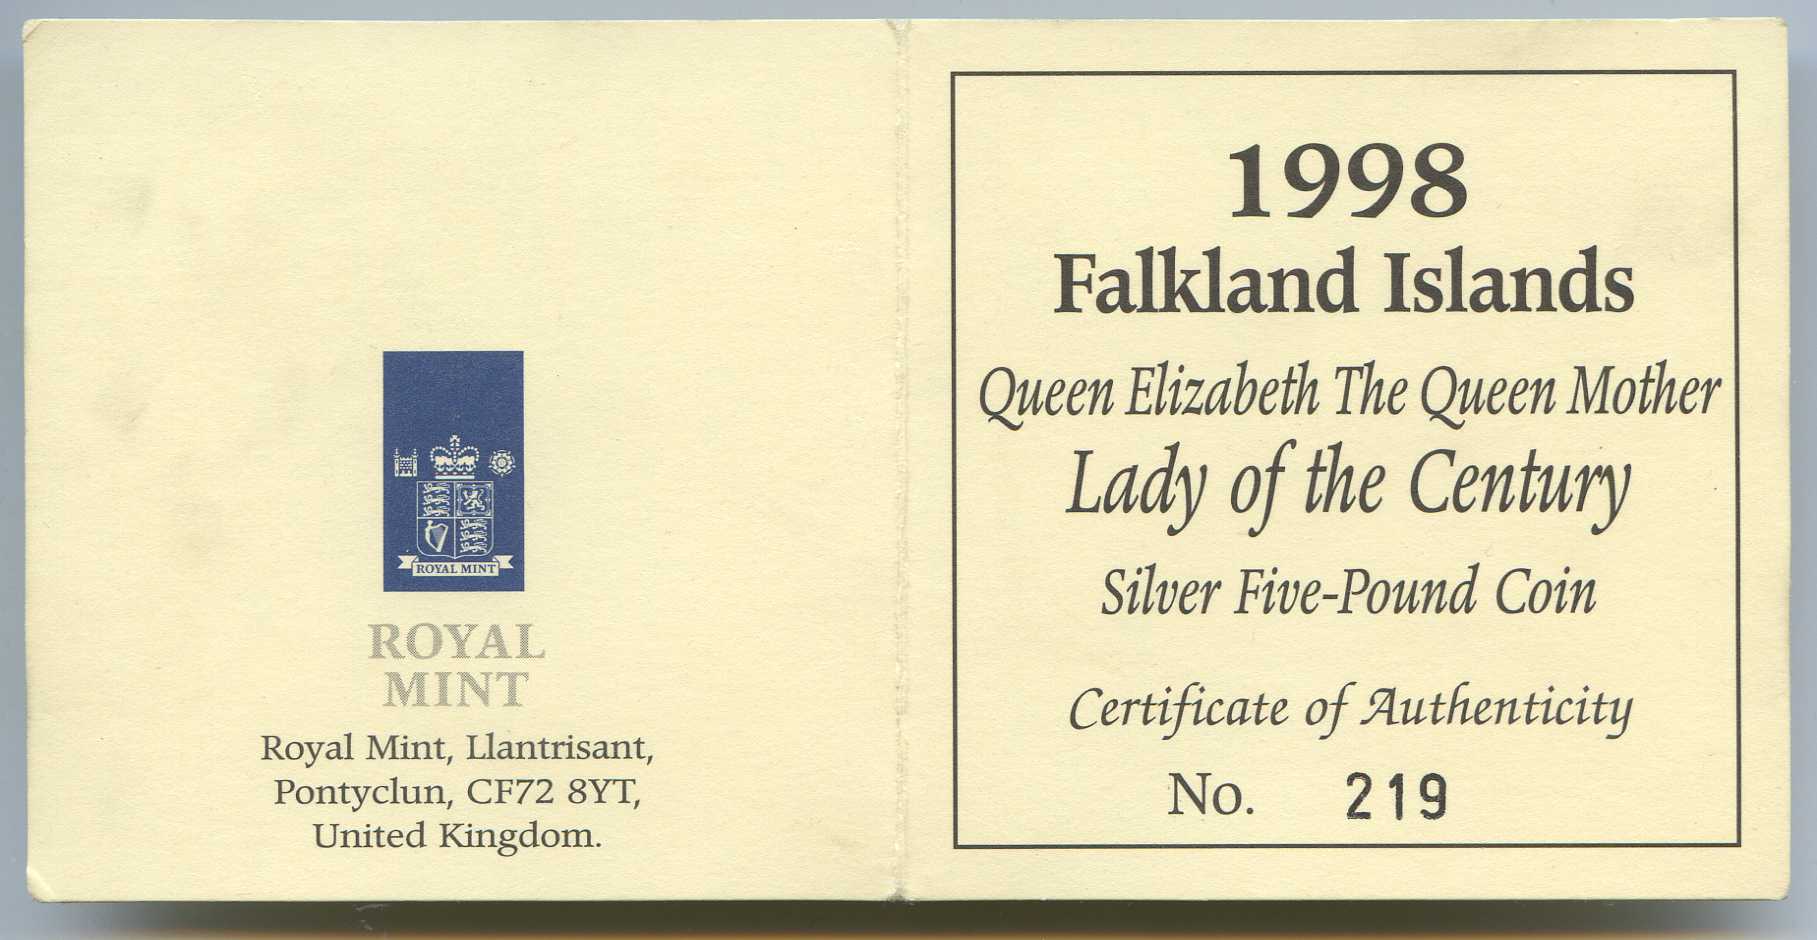 ROYAL MINT
ROYAL
MINT
Royal Mint, Llantrisant,
Pontyclun, CF72 8YT,
United Kingdom.
1998
Falkland Islands
Queen Elizabeth The Queen Mother
Lady of the Century
Silver Five-Pound Coin
Certificate of Authenticity
No. 219